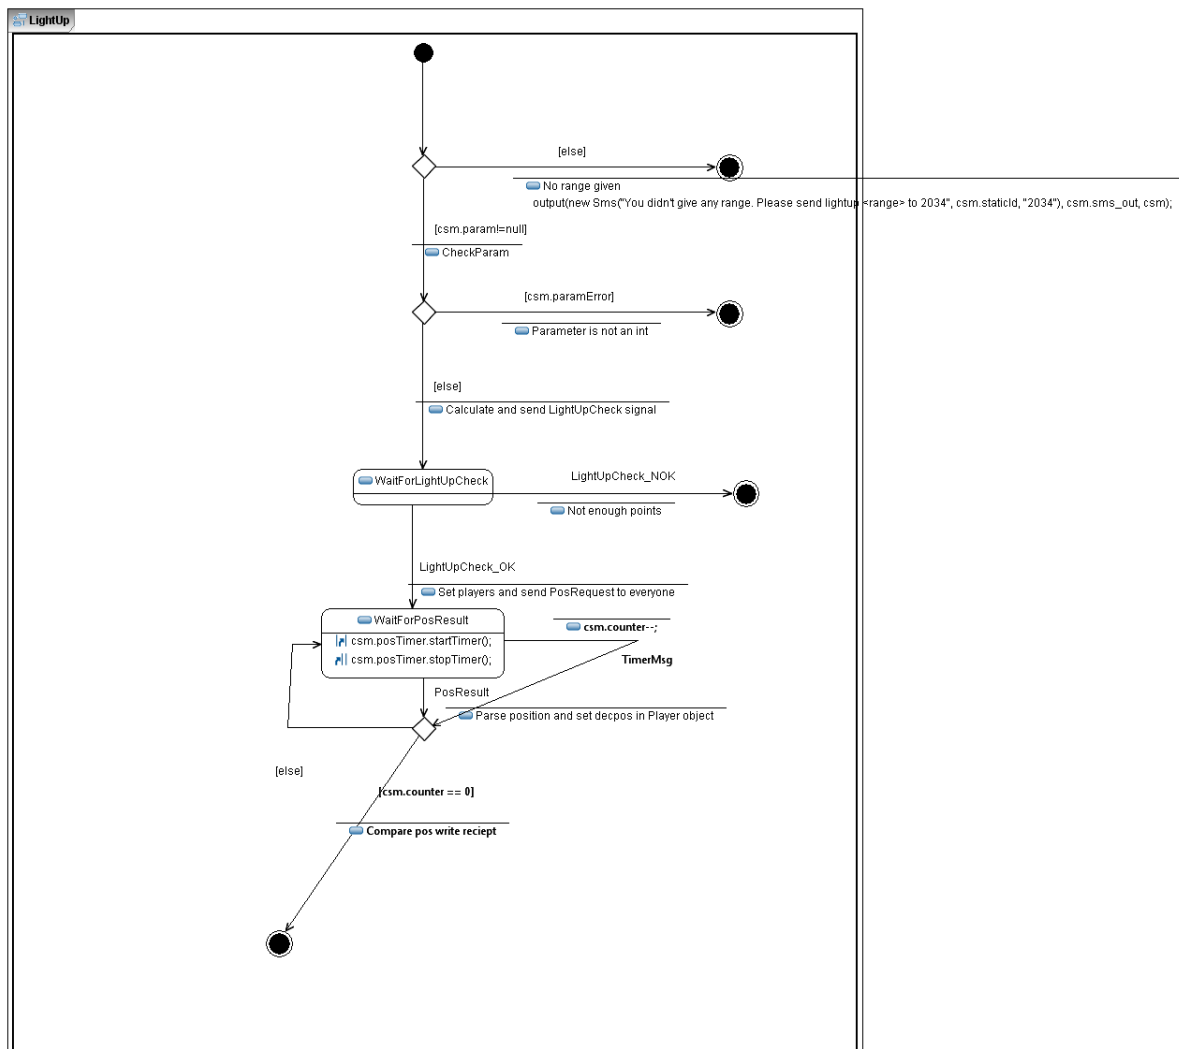 LightUp
[else]
No range given
output(new Sms("You didn't give any range. Please send lightup <range> to 2034", csm.staticId, "2034"), csm.sms_out, csm);
[csm.param!=null]
CheckParam
[csm.paramError]
Parameter is not an int
[else]
Calculate and send LightUpCheck signal
WaitForLightUpCheck
LightUpCheck_NOK
Not enough points
LightUpCheck_OK
Set players and send PosRequest to everyone
WaitForPosResult
csm.posTimer.startTimer();
csm.posTimer.stopTimer();
csm.counter--;
TimerMsg
PosResult
Parse position and set decpos in Player object
[else]
[csm.counter == 0]
Compare pos write reciept